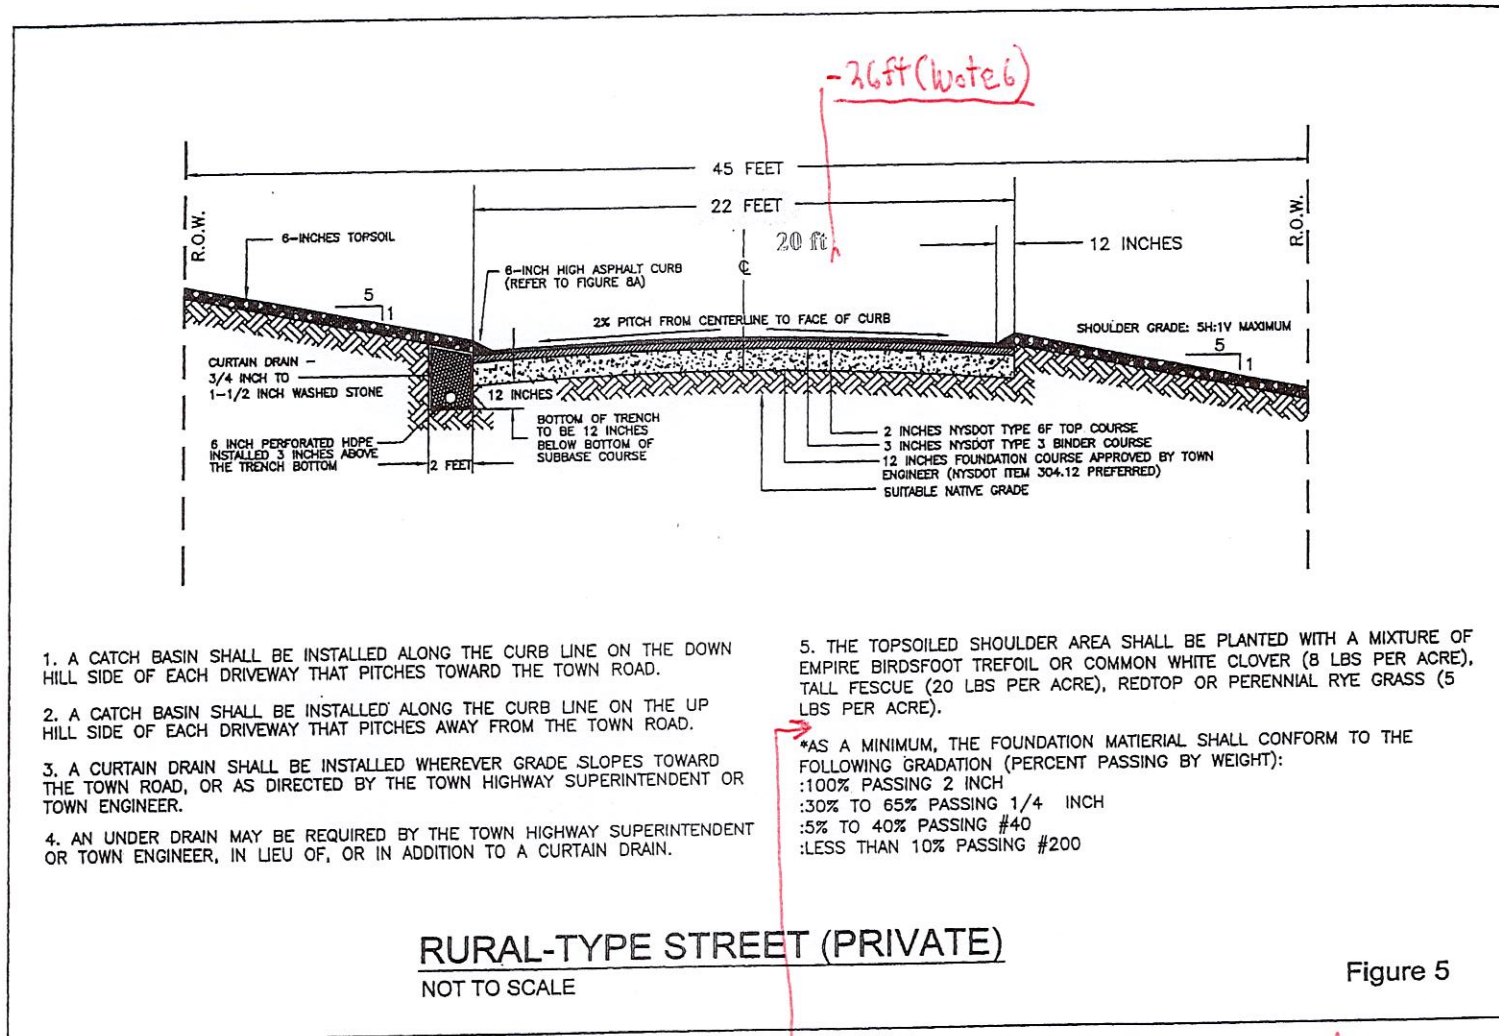 -26ft (Note 6)
45 FEET
22 FEET
20 ft
12 INCHES
R.O.W.
R.O.W.
6-INCHES TOPSOIL
6-INCH HIGH ASPHALT CURB
(REFER TO FIGURE 8A)
℄
5
1
2% PITCH FROM CENTERLINE TO FACE OF CURB
SHOULDER GRADE: 5H:1V MAXIMUM
5
1
CURTAIN DRAIN –
3/4 INCH TO
1-1/2 INCH WASHED STONE
12 INCHES
BOTTOM OF TRENCH
TO BE 12 INCHES
BELOW BOTTOM OF
SUBBASE COURSE
6 INCH PERFORATED HDPE
INSTALLED 3 INCHES ABOVE
THE TRENCH BOTTOM
2 FEET
2 INCHES NYSDOT TYPE 6F TOP COURSE
3 INCHES NYSDOT TYPE 3 BINDER COURSE
12 INCHES FOUNDATION COURSE APPROVED BY TOWN
ENGINEER (NYSDOT ITEM 304.12 PREFERRED)
SUITABLE NATIVE GRADE
1. A CATCH BASIN SHALL BE INSTALLED ALONG THE CURB LINE ON THE DOWN
HILL SIDE OF EACH DRIVEWAY THAT PITCHES TOWARD THE TOWN ROAD.
2. A CATCH BASIN SHALL BE INSTALLED ALONG THE CURB LINE ON THE UP
HILL SIDE OF EACH DRIVEWAY THAT PITCHES AWAY FROM THE TOWN ROAD.
3. A CURTAIN DRAIN SHALL BE INSTALLED WHEREVER GRADE SLOPES TOWARD
THE TOWN ROAD, OR AS DIRECTED BY THE TOWN HIGHWAY SUPERINTENDENT OR
TOWN ENGINEER.
4. AN UNDER DRAIN MAY BE REQUIRED BY THE TOWN HIGHWAY SUPERINTENDENT
OR TOWN ENGINEER, IN LIEU OF, OR IN ADDITION TO A CURTAIN DRAIN.
5. THE TOPSOILED SHOULDER AREA SHALL BE PLANTED WITH A MIXTURE OF
EMPIRE BIRDSFOOT TREFOIL OR COMMON WHITE CLOVER (8 LBS PER ACRE),
TALL FESCUE (20 LBS PER ACRE), REDTOP OR PERENNIAL RYE GRASS (5
LBS PER ACRE).
*AS A MINIMUM, THE FOUNDATION MATIERIAL SHALL CONFORM TO THE
FOLLOWING GRADATION (PERCENT PASSING BY WEIGHT):
:100% PASSING 2 INCH
:30% TO 65% PASSING 1/4 INCH
:5% TO 40% PASSING #40
:LESS THAN 10% PASSING #200
RURAL-TYPE STREET (PRIVATE)
NOT TO SCALE
Figure 5